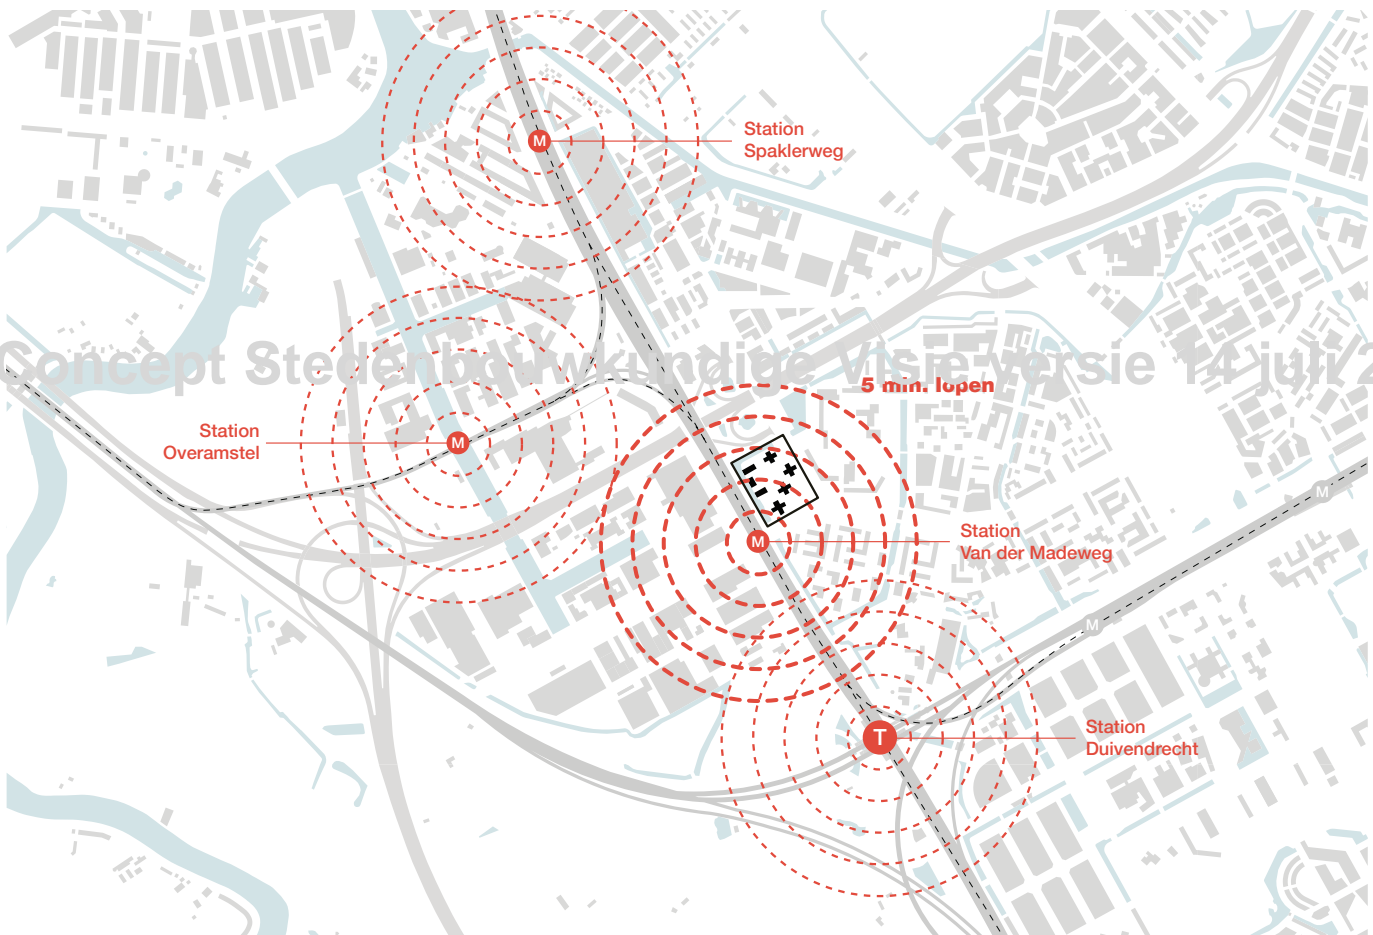 M
Station
Spaklerweg
Concept Stedenbouwkundige Visie versie 14 juli 2
5 min. lopen
Station
Overamstel
M
M
Station
Van der Madeweg
M
M
T
Station
Duivendrecht